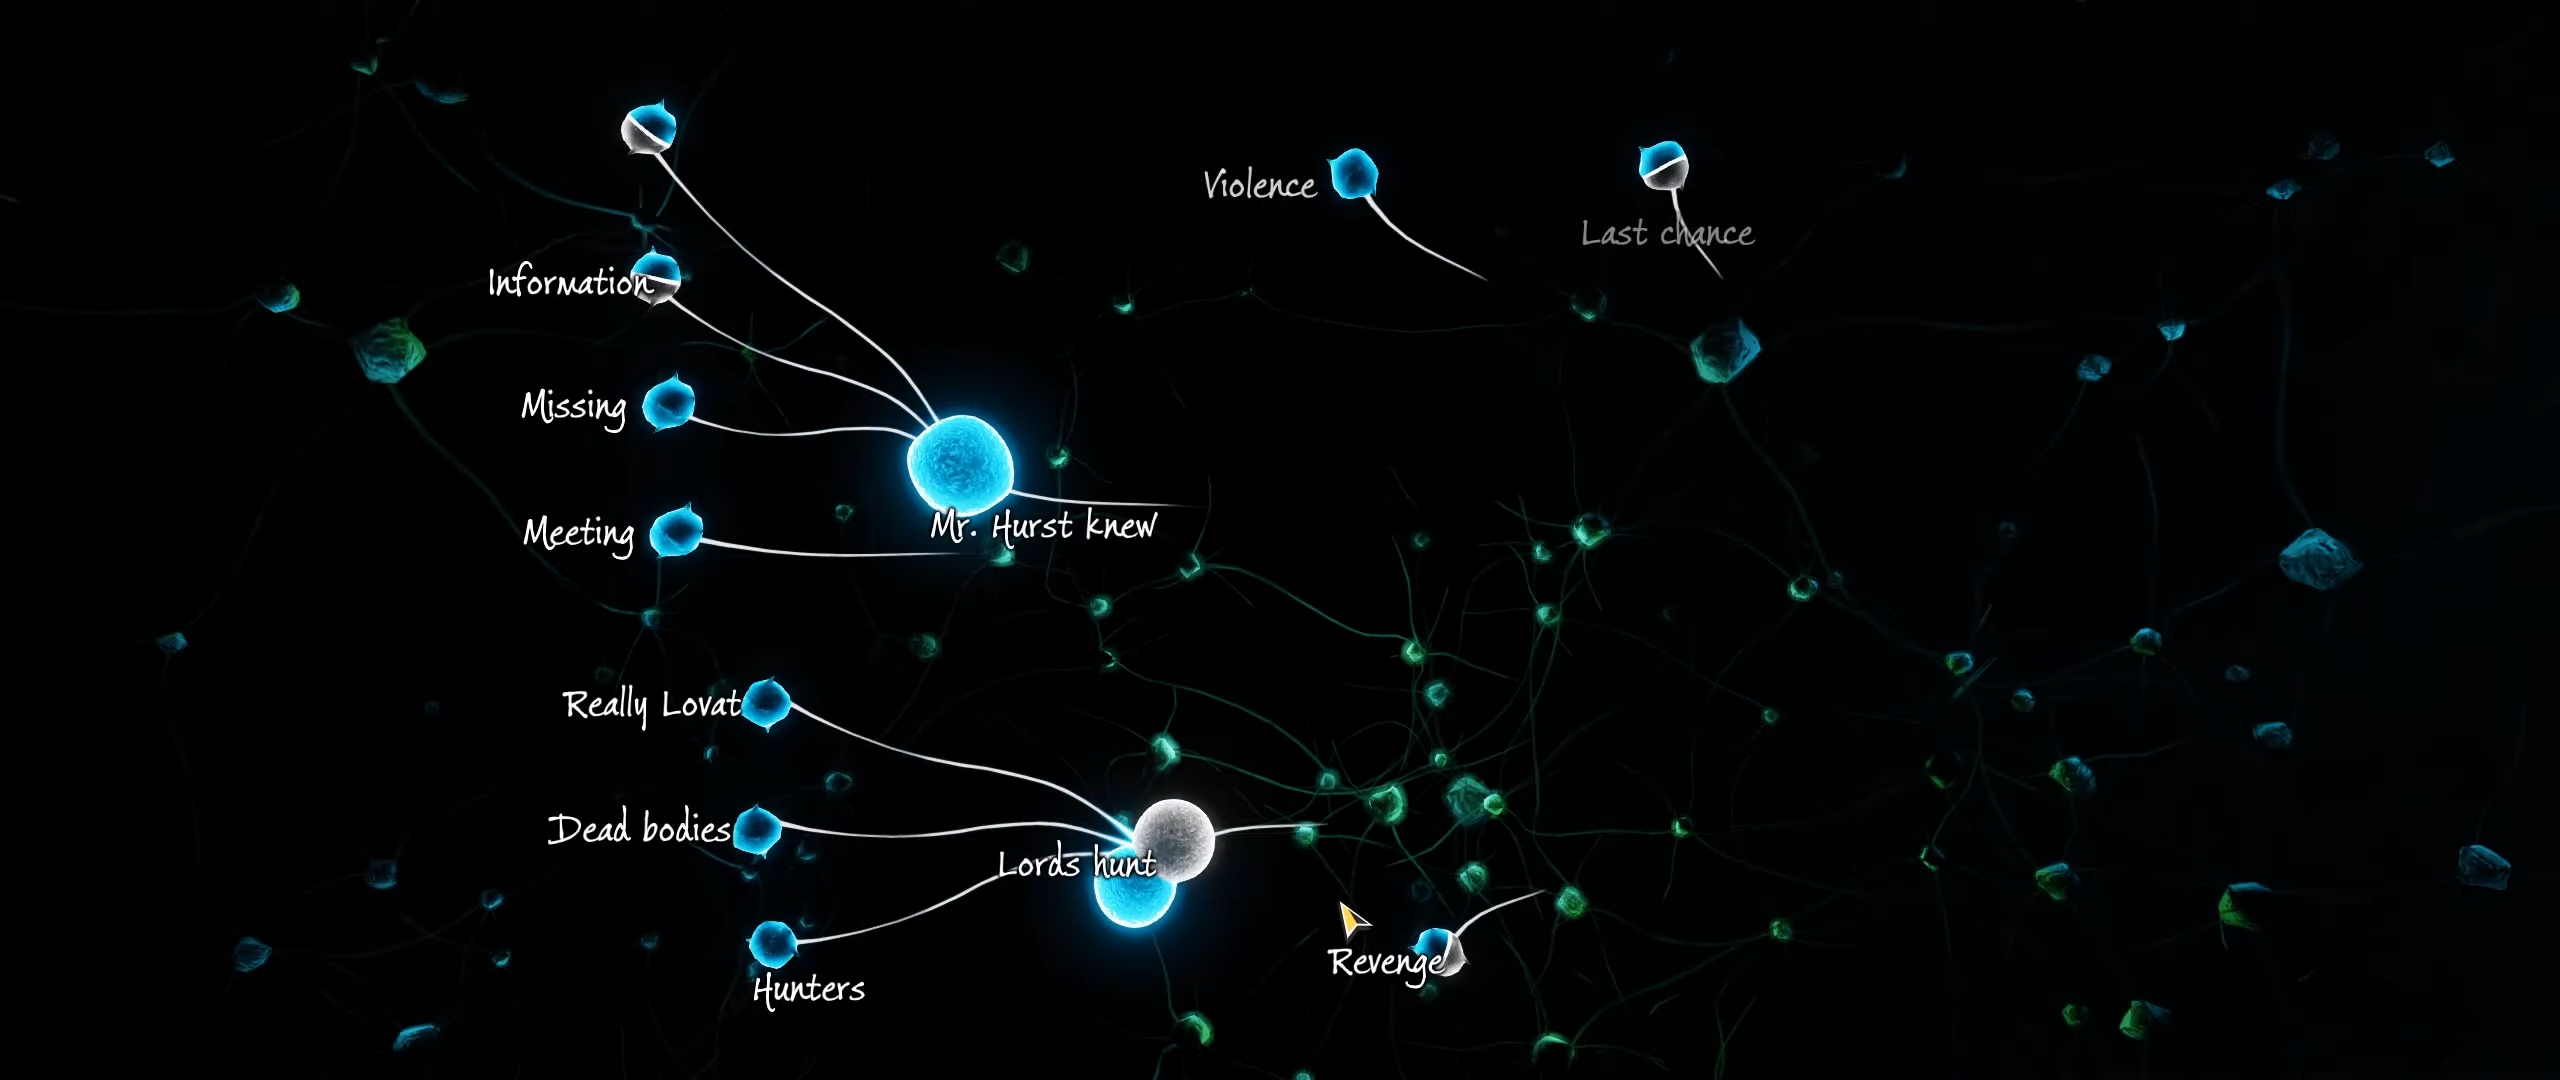 Violence
Last chance
Information
Missing
Meeting
Mr. Hurst knew
Really Lovat
Dead bodies
Lords hunt
Revenge
Hunters